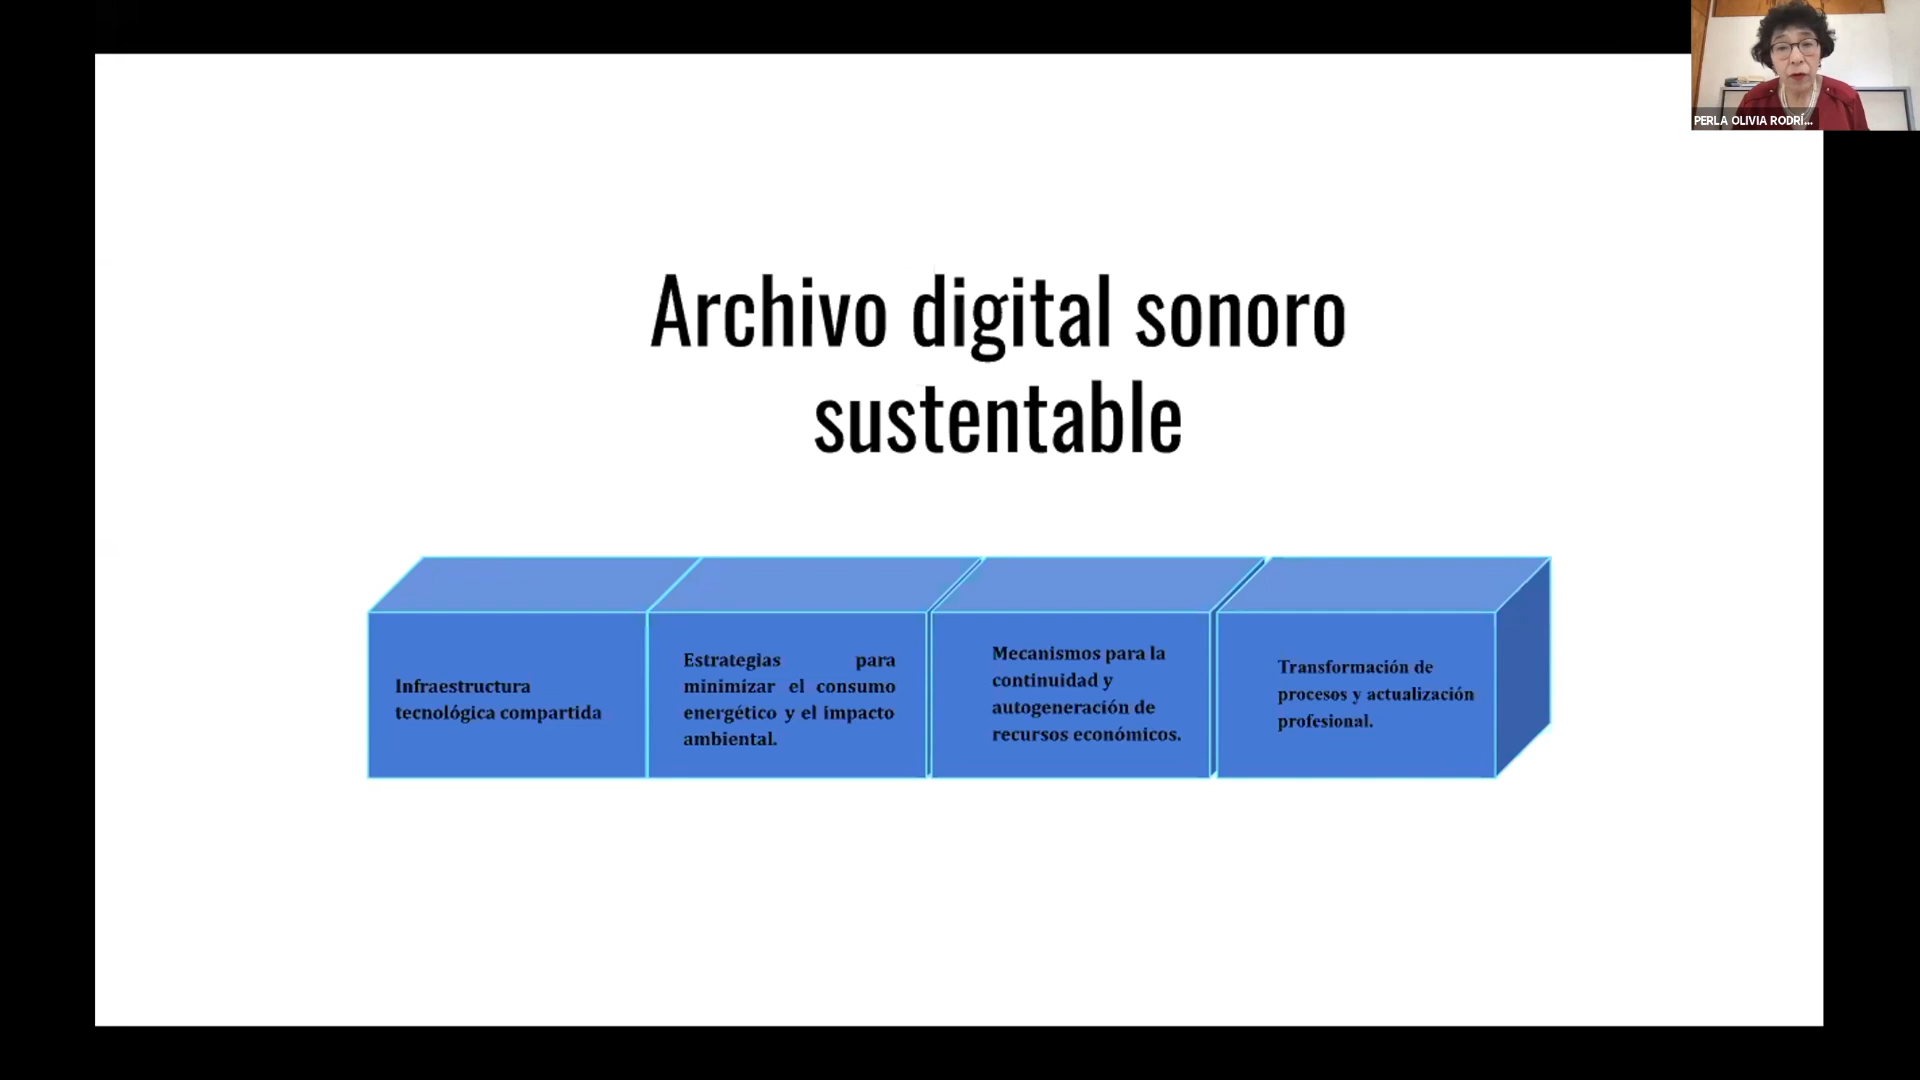 PERLA OLIVIA RODRÍ...
Archivo digital sonoro
sustentable
Infraestructura
tecnológica compartida
Estrategias para
minimizar el consumo
energético y el impacto
ambiental.
Mecanismos para la
continuidad y
autogeneración de
recursos económicos.
Transformación de
procesos y actualización
profesional.